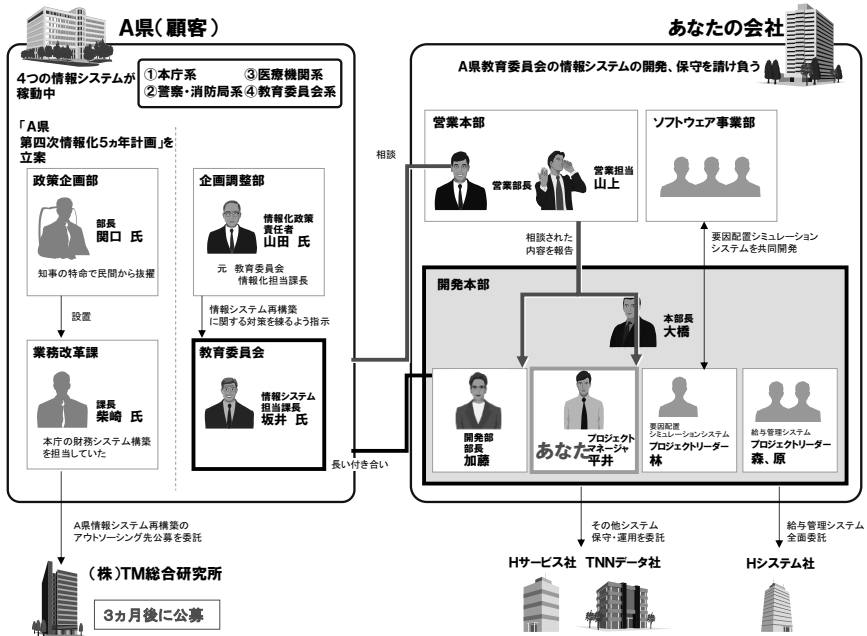 A県（顧客）
4つの情報システムが
稼動中
①本庁系
③医療機関系
②警察・消防局系
④教育委員会系
「A県
第四次情報化5ヵ年計画」を
立案
政策企画部
部長
関口 氏
知事の特命で民間から抜擢
設置
業務改革課
課長
柴崎 氏
本庁の財務システム構築
を担当していた
A県情報システム再構築の
アウトソーシング先公募を委託
（株）TM総合研究所
3ヵ月後に公募
企画調整部
情報化政策
責任者
山田 氏
元 教育委員会
情報化担当課長
情報システム再構築
に関する対策を練るよう指示
教育委員会
情報システム
担当課長
坂井 氏
相談
長い付き合い
あなたの会社
A県教育委員会の情報システムの開発、保守を請け負う
営業本部
営業部長
営業担当
山上
ソフトウェア事業部
相談された
内容を報告
要因配置シミュレーション
システムを共同開発
開発本部
本部長
大橋
開発部
部長
加藤
あなた
プロジェクト
マネージャ
平井
要因配置
シミュレーションシステム
プロジェクトリーダー
林
給与管理システム
プロジェクトリーダー
森、原
その他システム
保守・運用を委託
給与管理システム
全面委託
Hサービス社
TNNデータ社
Hシステム社